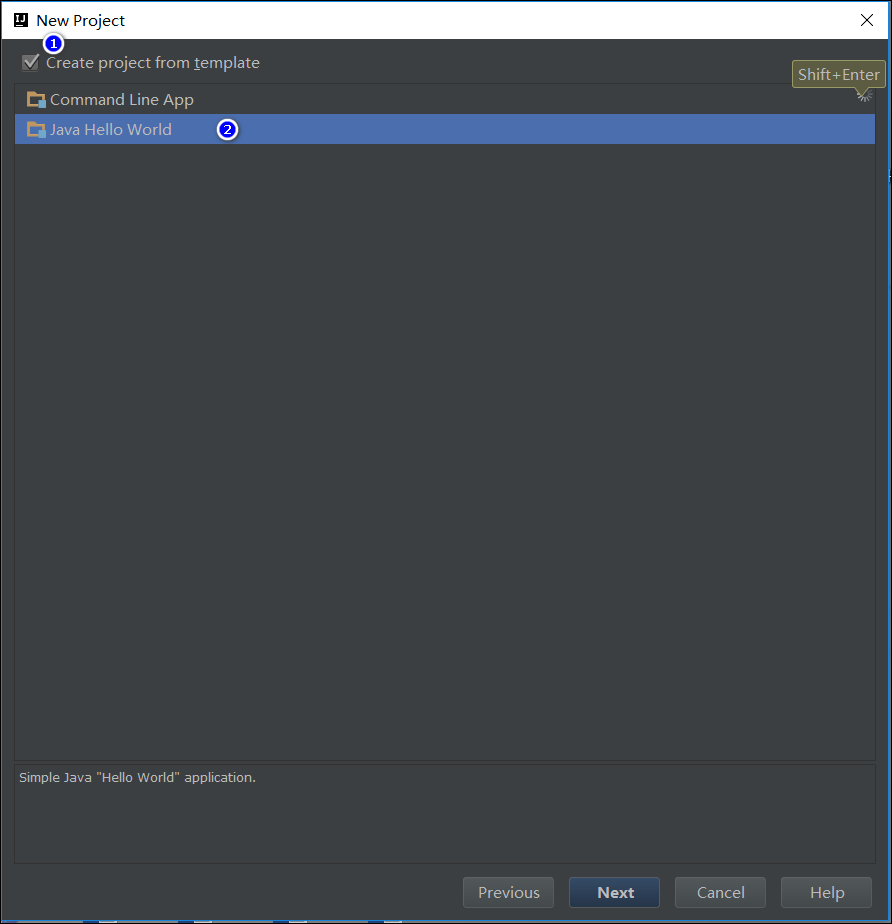 New Project
1
Create project from template
Shift+Enter
Command Line App
Java Hello World 2
Simple Java "Hello World" application.
Previous Next Cancel Help